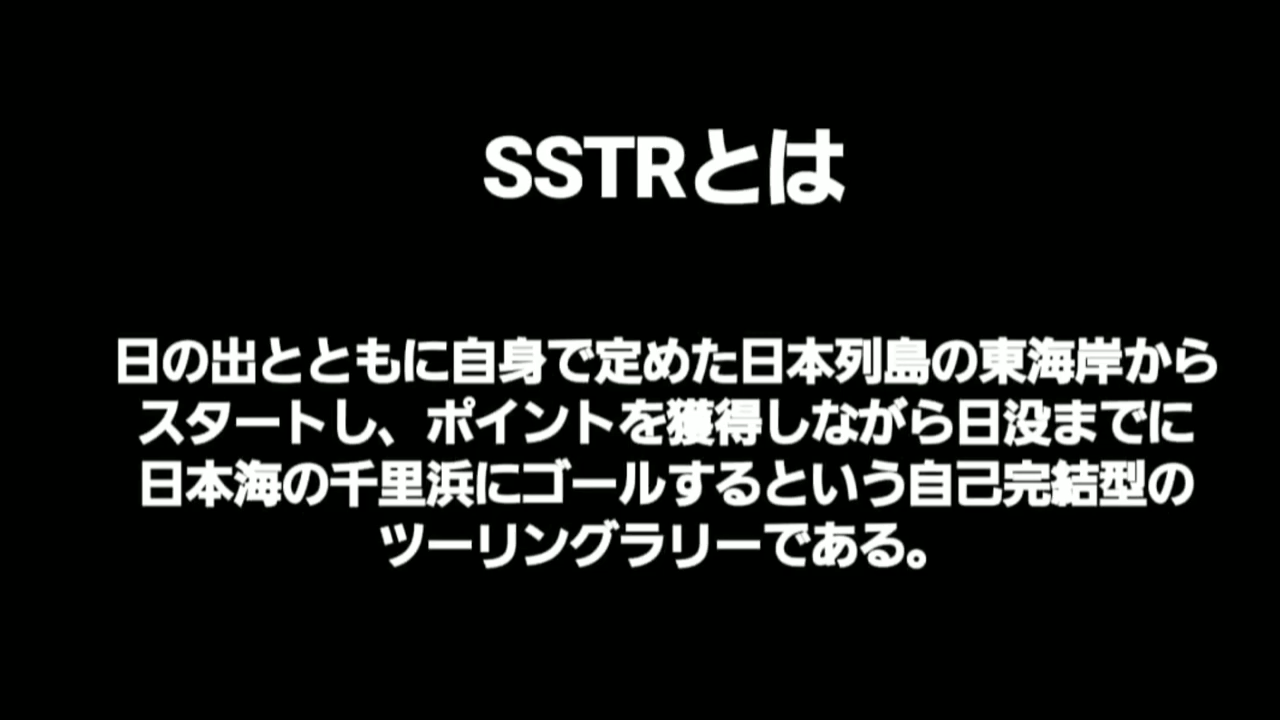 SSTRとは
日の出とともに自身で定めた日本列島の東海岸から
スタートし、ポイントを獲得しながら日没までに
日本海の千里浜にゴールするという自己完結型の
ツーリングラリーである。